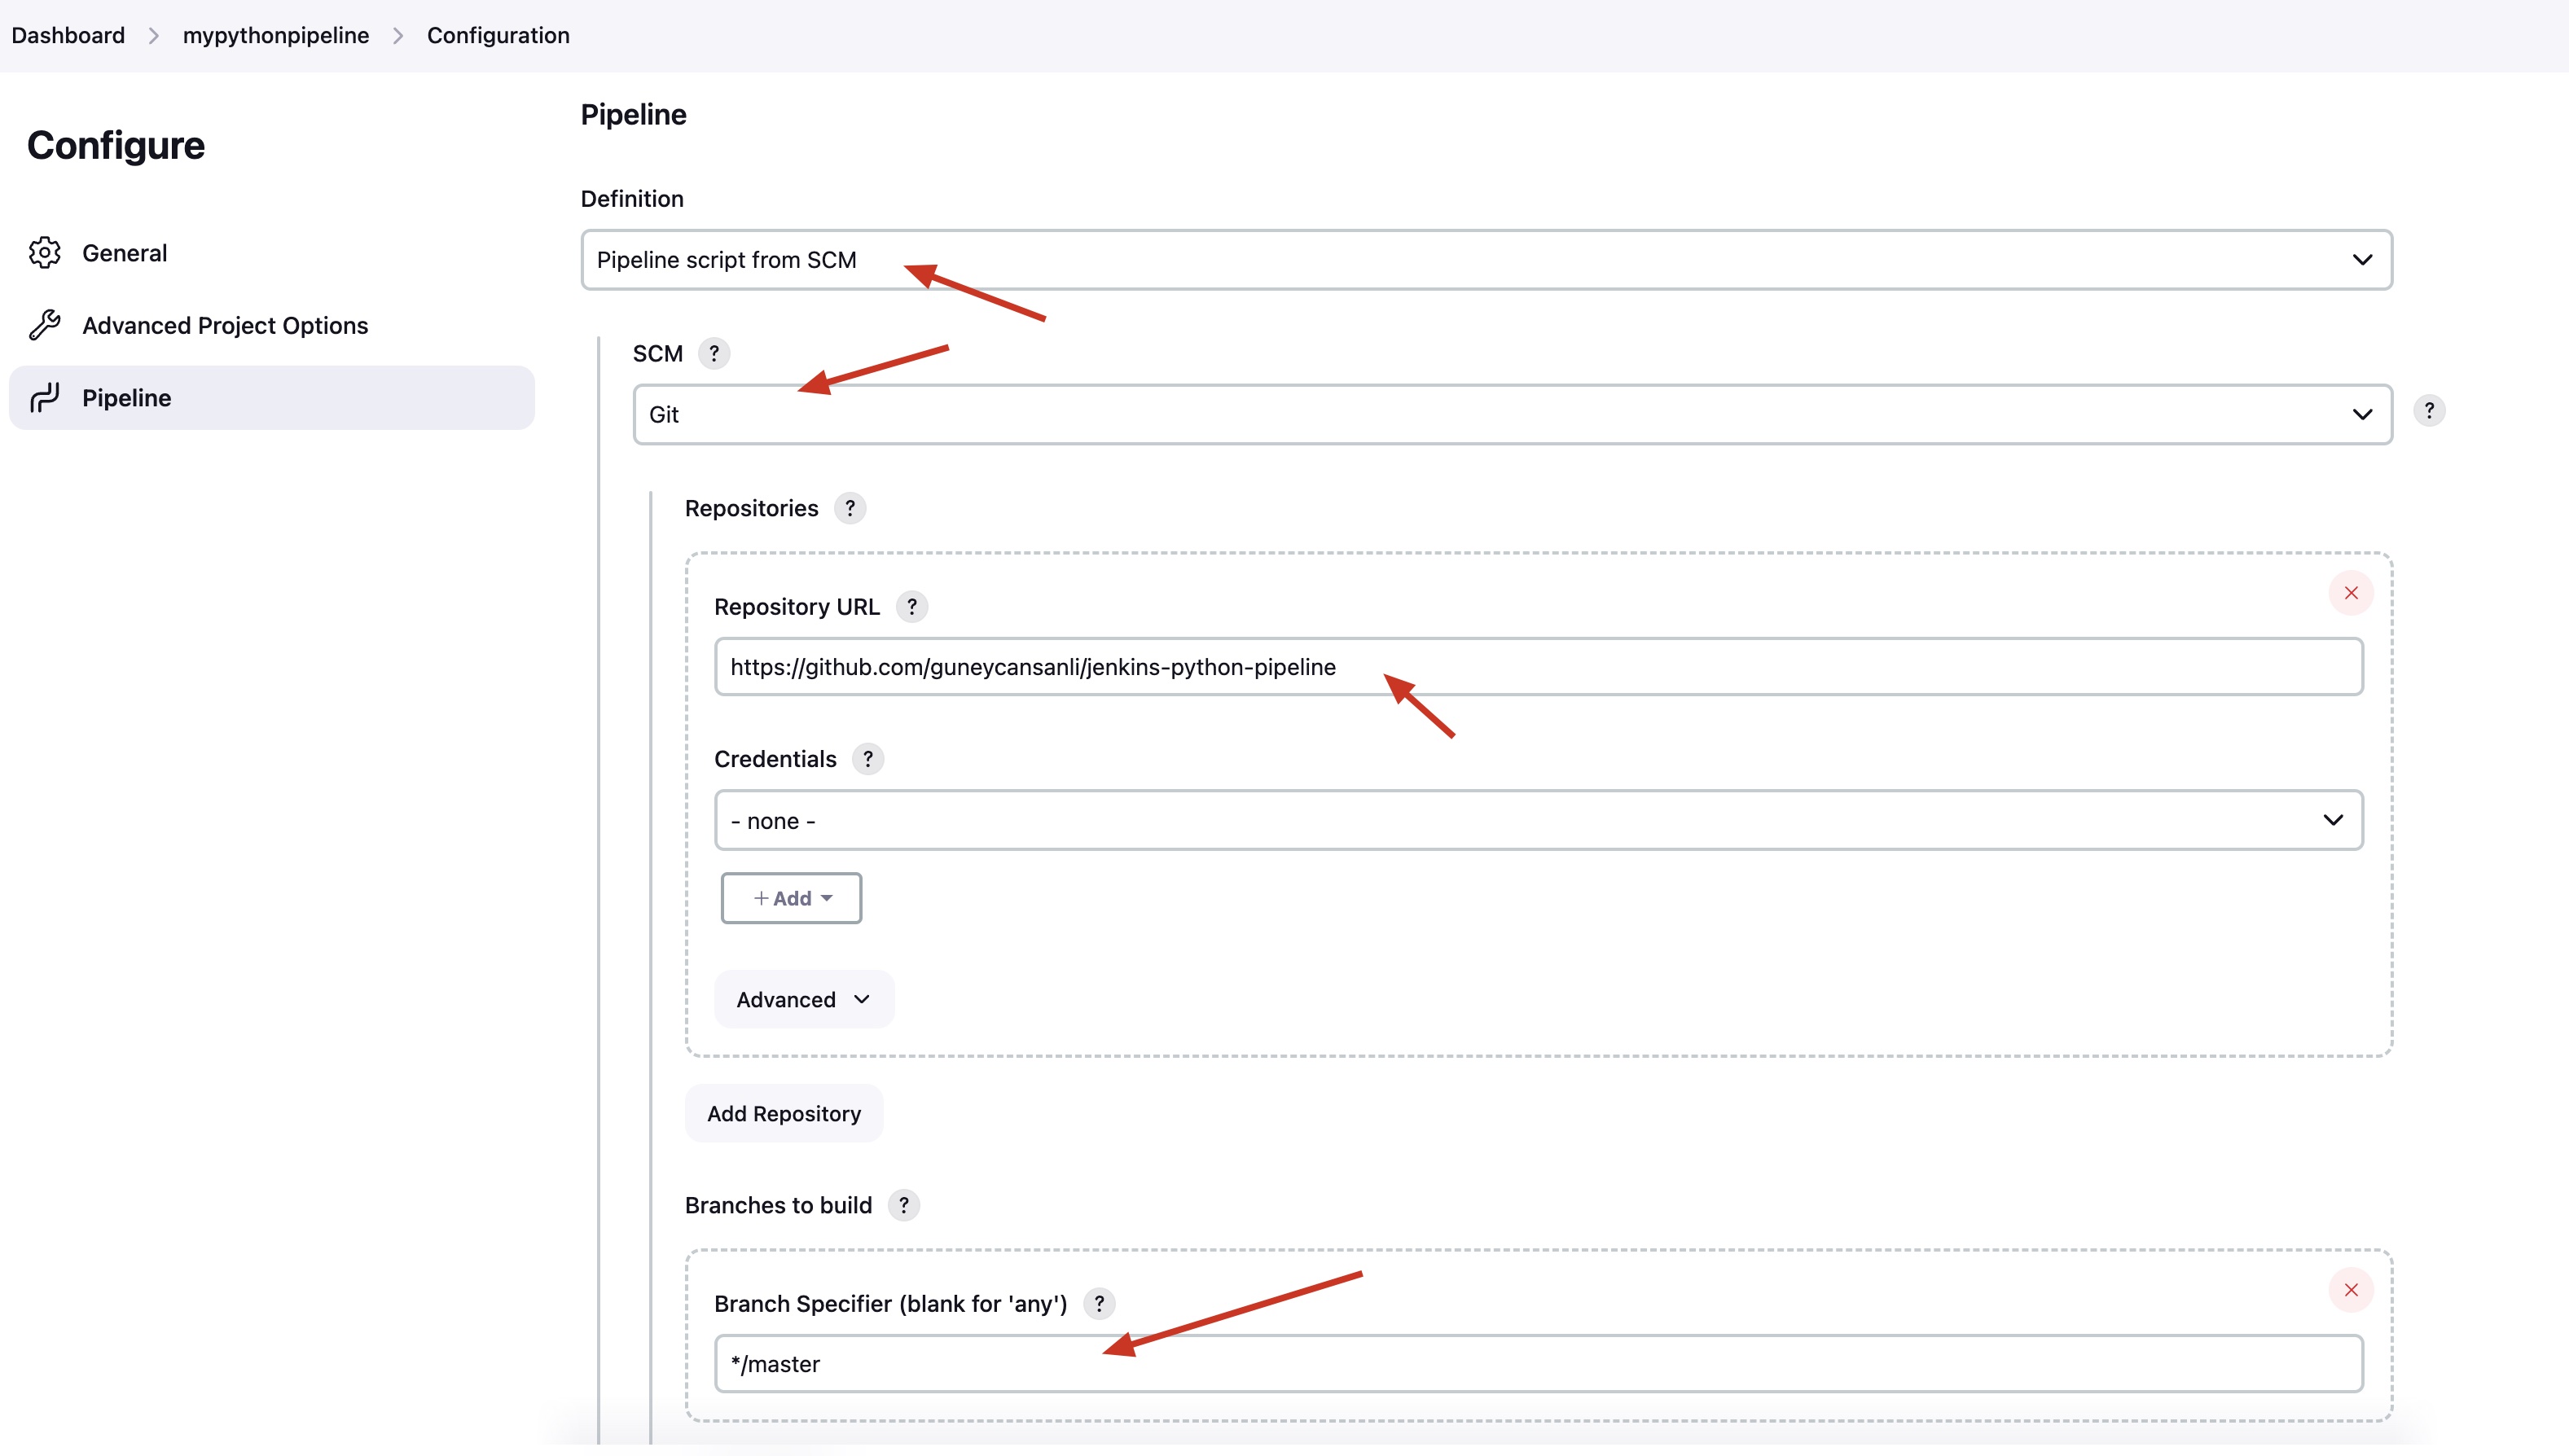 Dashboard > mypythonpipeline > Configuration
Configure
General
Advanced Project Options
Pipeline
Pipeline
Definition
Pipeline script from SCM
SCM ?
Git
?
Repositories ?
Repository URL ?
https://github.com/guneycansanli/jenkins-python-pipeline
Credentials ?
- none -
+ Add
Advanced
Add Repository
Branches to build ?
Branch Specifier (blank for 'any') ?
*/master